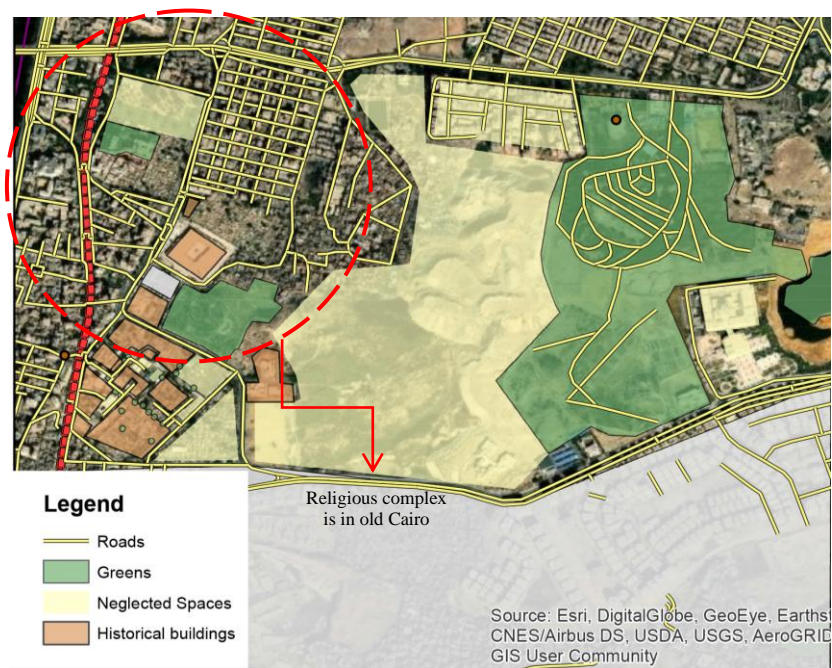 Religious complex
is in old Cairo
Legend
Roads
Greens
Neglected Spaces
Historical buildings
Source: Esri, DigitalGlobe, GeoEye, Earthst
CNES/Airbus DS, USDA, USGS, AeroGRID
GIS User Community